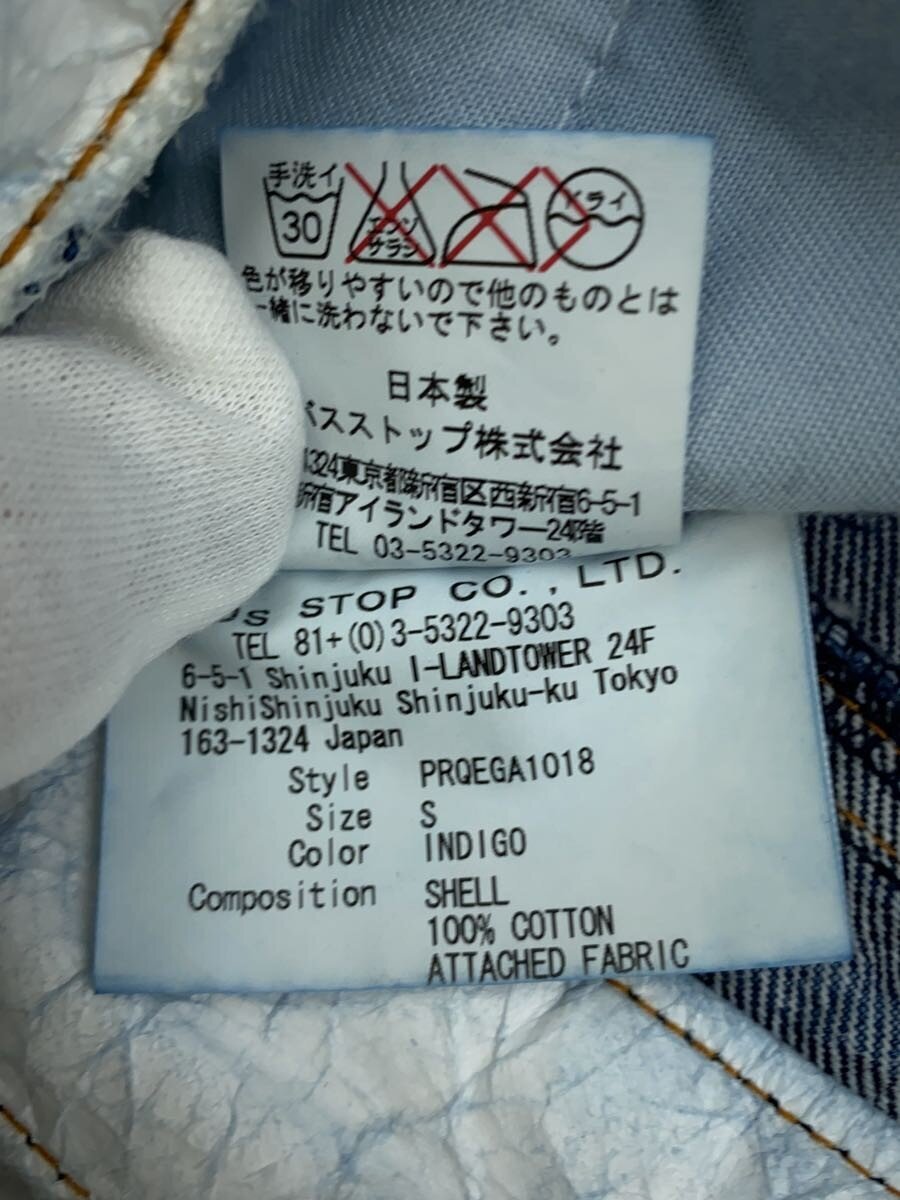 手洗イ
30
エンソ
サラシ
ドライ
色が移りやすいので他のものとは
一緒に洗わないで下さい。
日本製
バスストップ株式会社
1324東京都新宿区西新宿6-5-1
新宿アイランドタワー24階
TEL 03-5322-9303
US STOP CO., LTD.
TEL 81+(0)3-5322-9303
6-5-1 Shinjuku I-LANDTOWER 24F
NishiShinjuku Shinjuku-ku Tokyo
163-1324 Japan
Style PRQEGA1018
Size S
Color INDIGO
Composition SHELL
100% COTTON
ATTACHED FABRIC